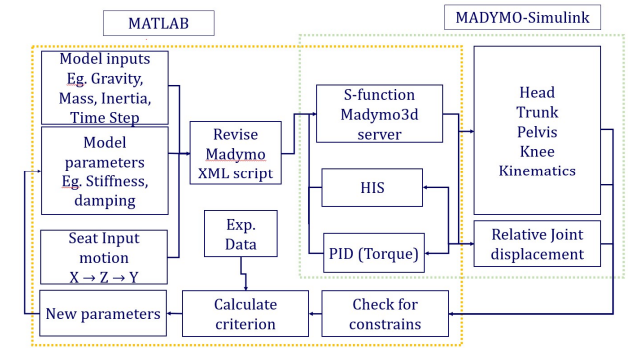 MATLAB
MADYMO-Simulink
Model inputs
Eg. Gravity,
Mass, Inertia,
Time Step
Model
parameters
Eg. Stiffness,
damping
Seat Input
motion
X → Z → Y
New parameters
Revise
Madymo
XML script
Exp.
Data
Calculate
criterion
S-function
Madymo3d
server
HIS
PID (Torque)
Check for
constrains
Head
Trunk
Pelvis
Knee
Kinematics
Relative Joint
displacement